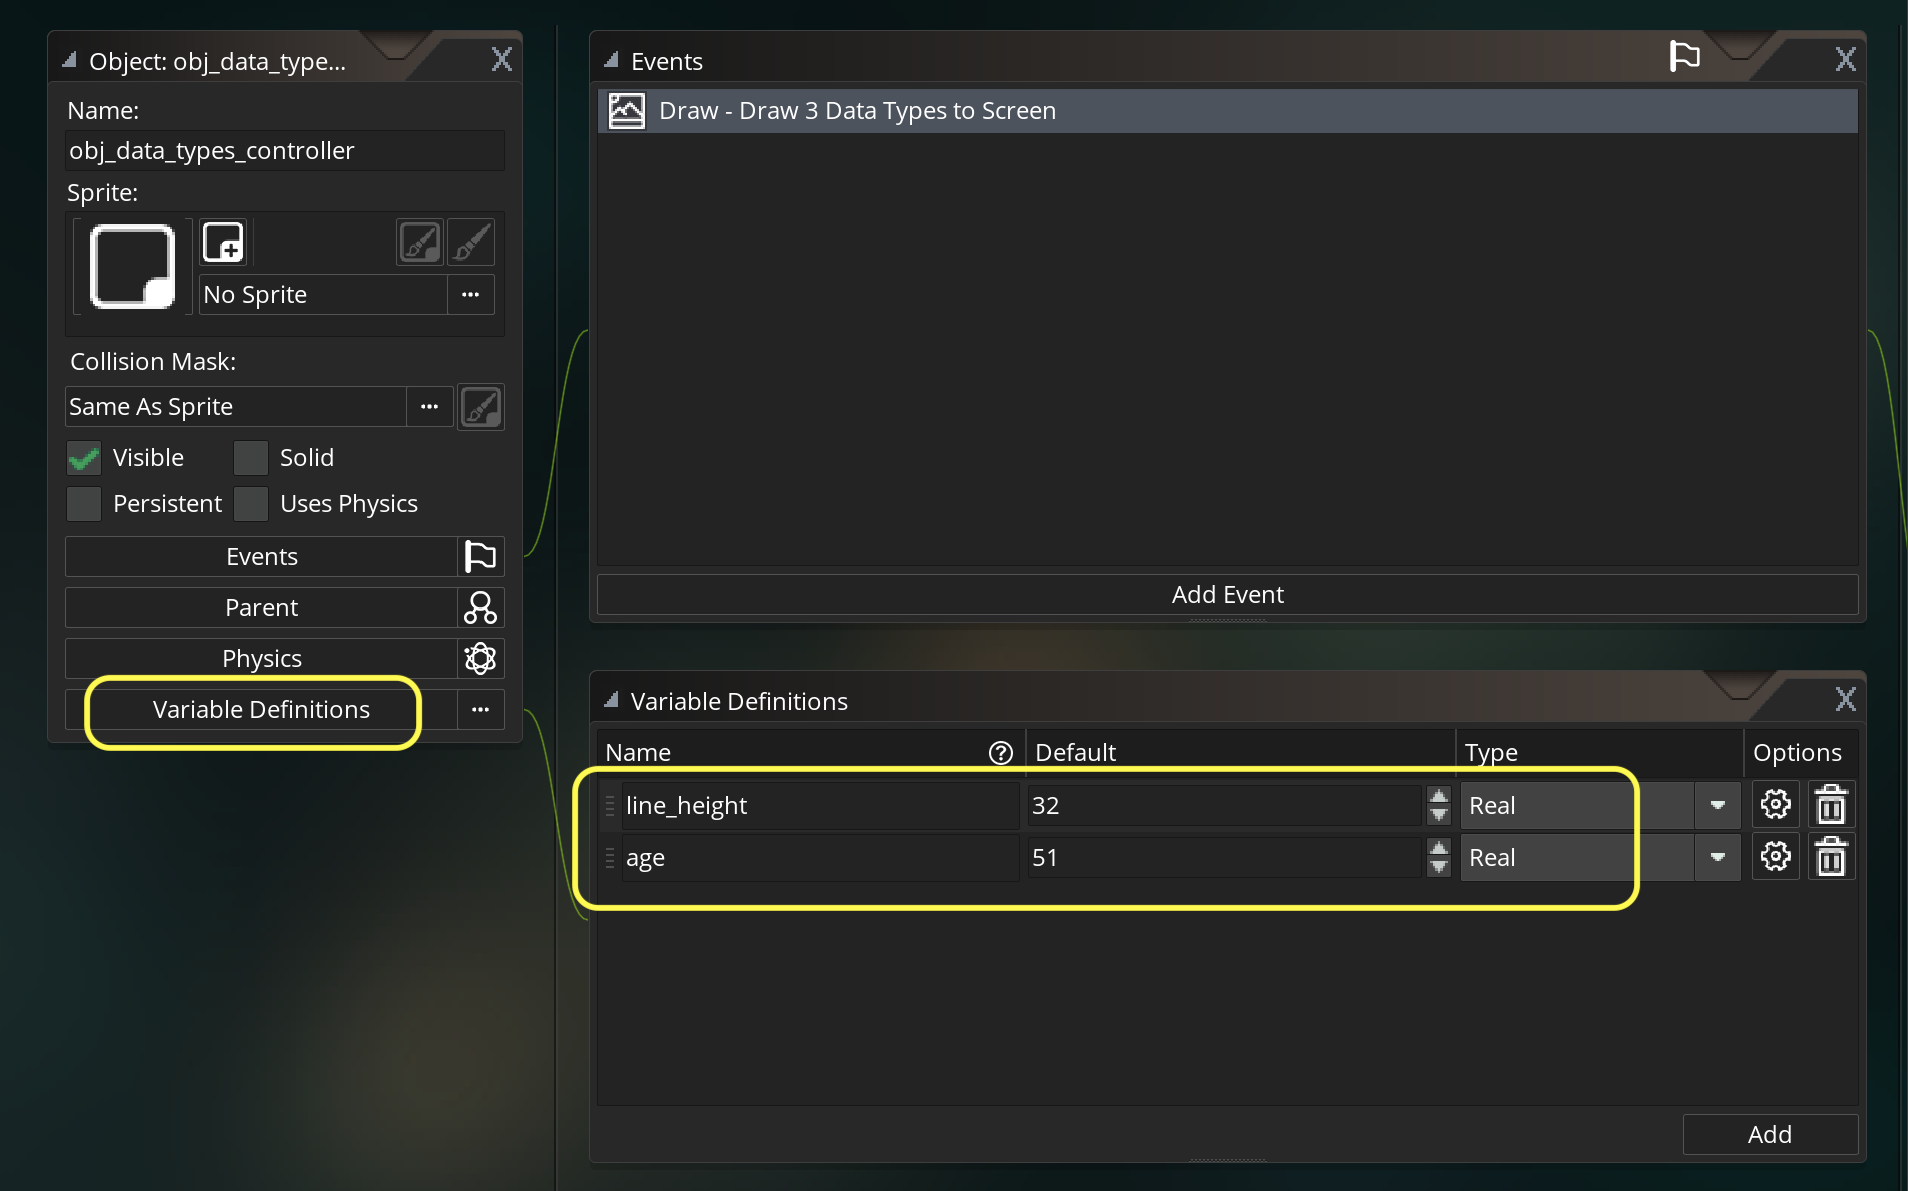 Object: obj_data_type...
X
Name:
obj_data_types_controller
Sprite:
No Sprite
...
Collision Mask:
Same As Sprite
...
Visible
Solid
Persistent
Uses Physics
Events
Parent
Physics
Variable Definitions
...
Events
X
Draw - Draw 3 Data Types to Screen
Add Event
Variable Definitions
X
Name ? Default Type Options
line_height 32 Real
age 51 Real
Add